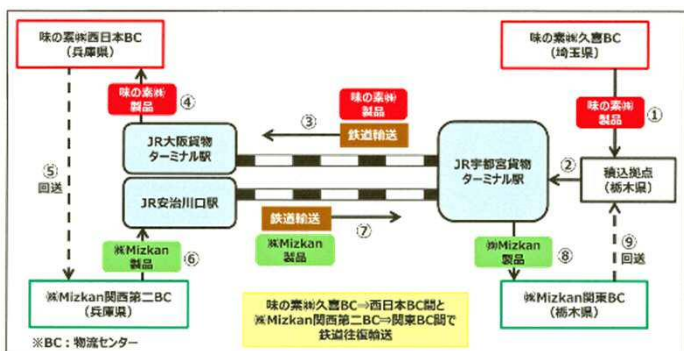 味の素㈱西日本BC
（兵庫県）
味の素㈱久喜BC
（埼玉県）
味の素㈱
製品
④
③
味の素㈱
製品
鉄道輸送
味の素㈱
製品
①
⑤
回送
JR大阪貨物
ターミナル駅
JR宇都宮貨物
ターミナル駅
②
積込拠点
（栃木県）
JR安治川口駅
鉄道輸送
⑦
㈱Mizkan
製品
⑥
㈱Mizkan
製品
㈱Mizkan
製品
⑧
⑨
回送
㈱Mizkan関西第二BC
（兵庫県）
味の素㈱久喜BC⇒西日本BC間と
㈱Mizkan関西第二BC⇒関東BC間で
鉄道往復輸送
㈱Mizkan関東BC
（栃木県）
※BC：物流センター